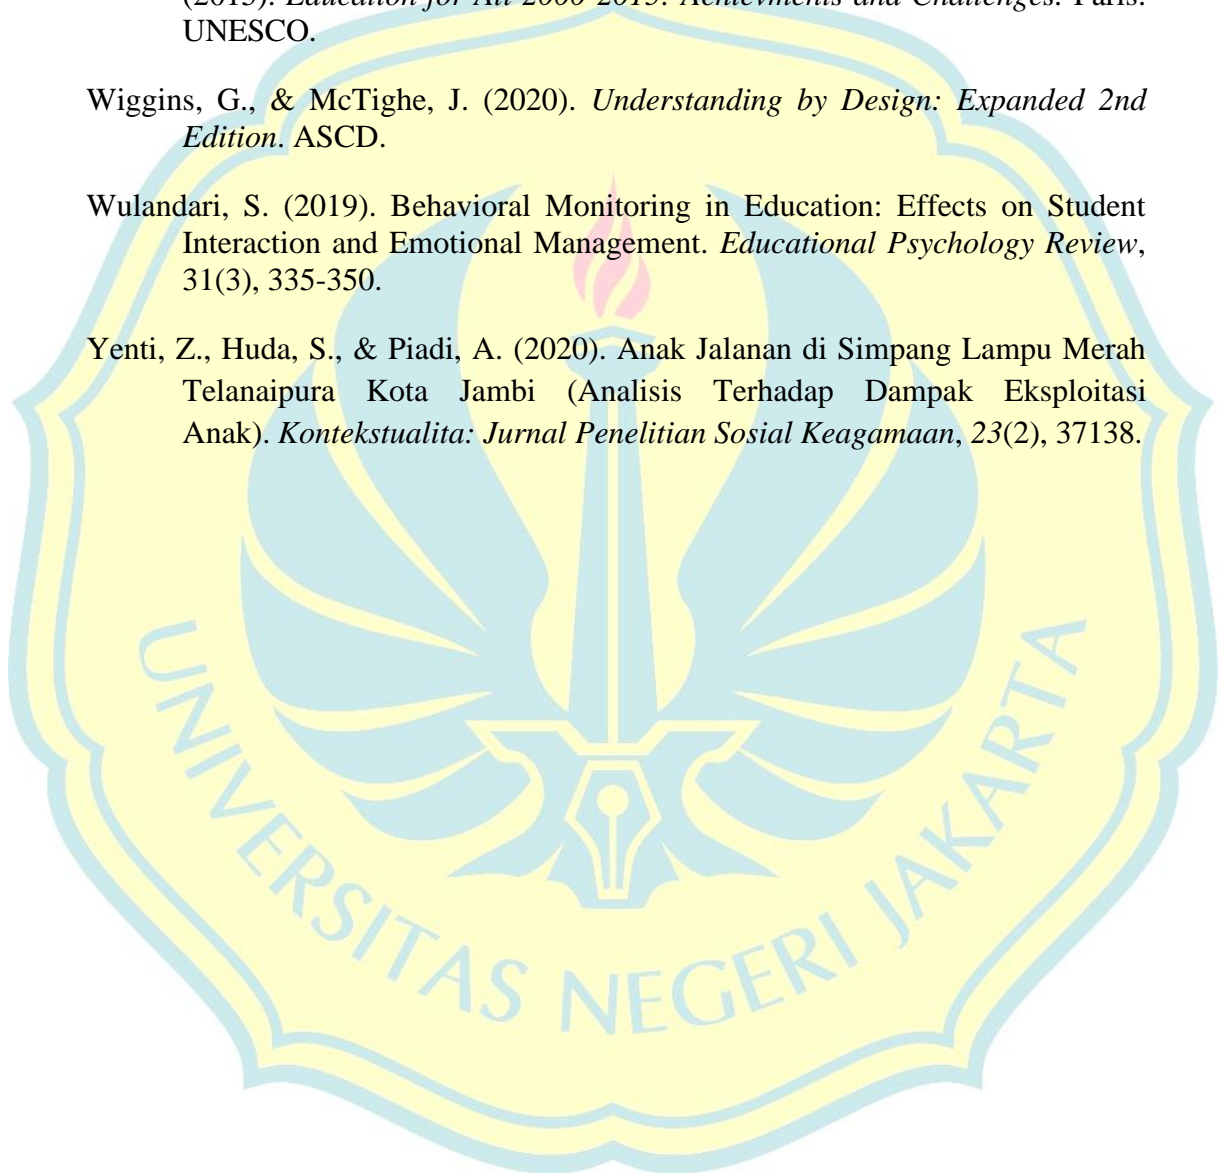 (2015). Education for All 2000-2015: Achievments and Challenges. Paris:
UNESCO.
Wiggins, G., & McTighe, J. (2020). Understanding by Design: Expanded 2nd
Edition. ASCD.
Wulandari, S. (2019). Behavioral Monitoring in Education: Effects on Student
Interaction and Emotional Management. Educational Psychology Review,
31(3), 335-350.
Yenti, Z., Huda, S., & Piadi, A. (2020). Anak Jalanan di Simpang Lampu Merah
Telanaipura Kota Jambi (Analisis Terhadap Dampak Eksploitasi
Anak). Kontekstualita: Jurnal Penelitian Sosial Keagamaan, 23(2), 37138.
UNIVERSITAS NEGERI JAKARTA